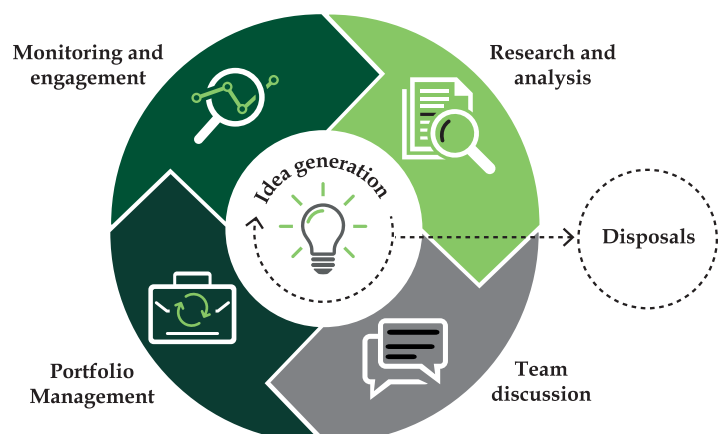 Monitoring and
engagement
Research and
analysis
Idea generation
Disposals
Portfolio
Management
Team
discussion